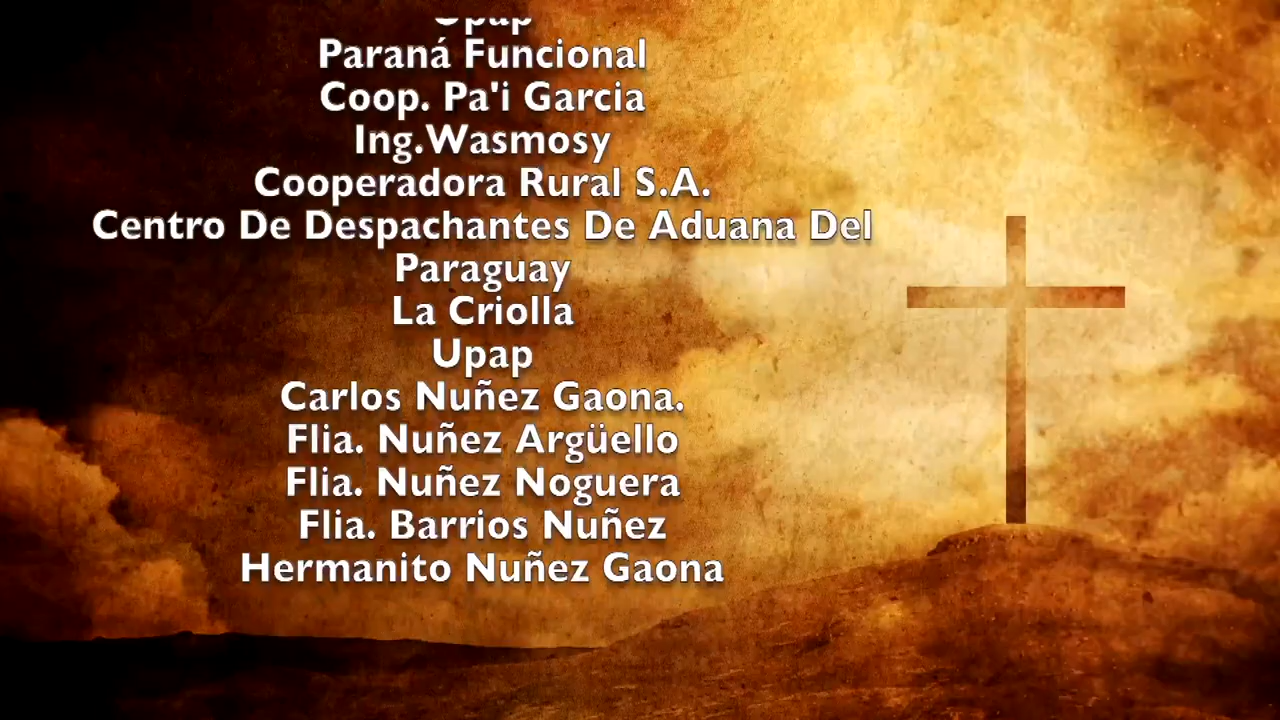 Upap
Paraná Funcional
Coop. Pa'i Garcia
Ing.Wasmosy
Cooperadora Rural S.A.
Centro De Despachantes De Aduana Del
Paraguay
La Criolla
Upap
Carlos Nuñez Gaona.
Flia. Nuñez Argüello
Flia. Nuñez Noguera
Flia. Barrios Nuñez
Hermanito Nuñez Gaona